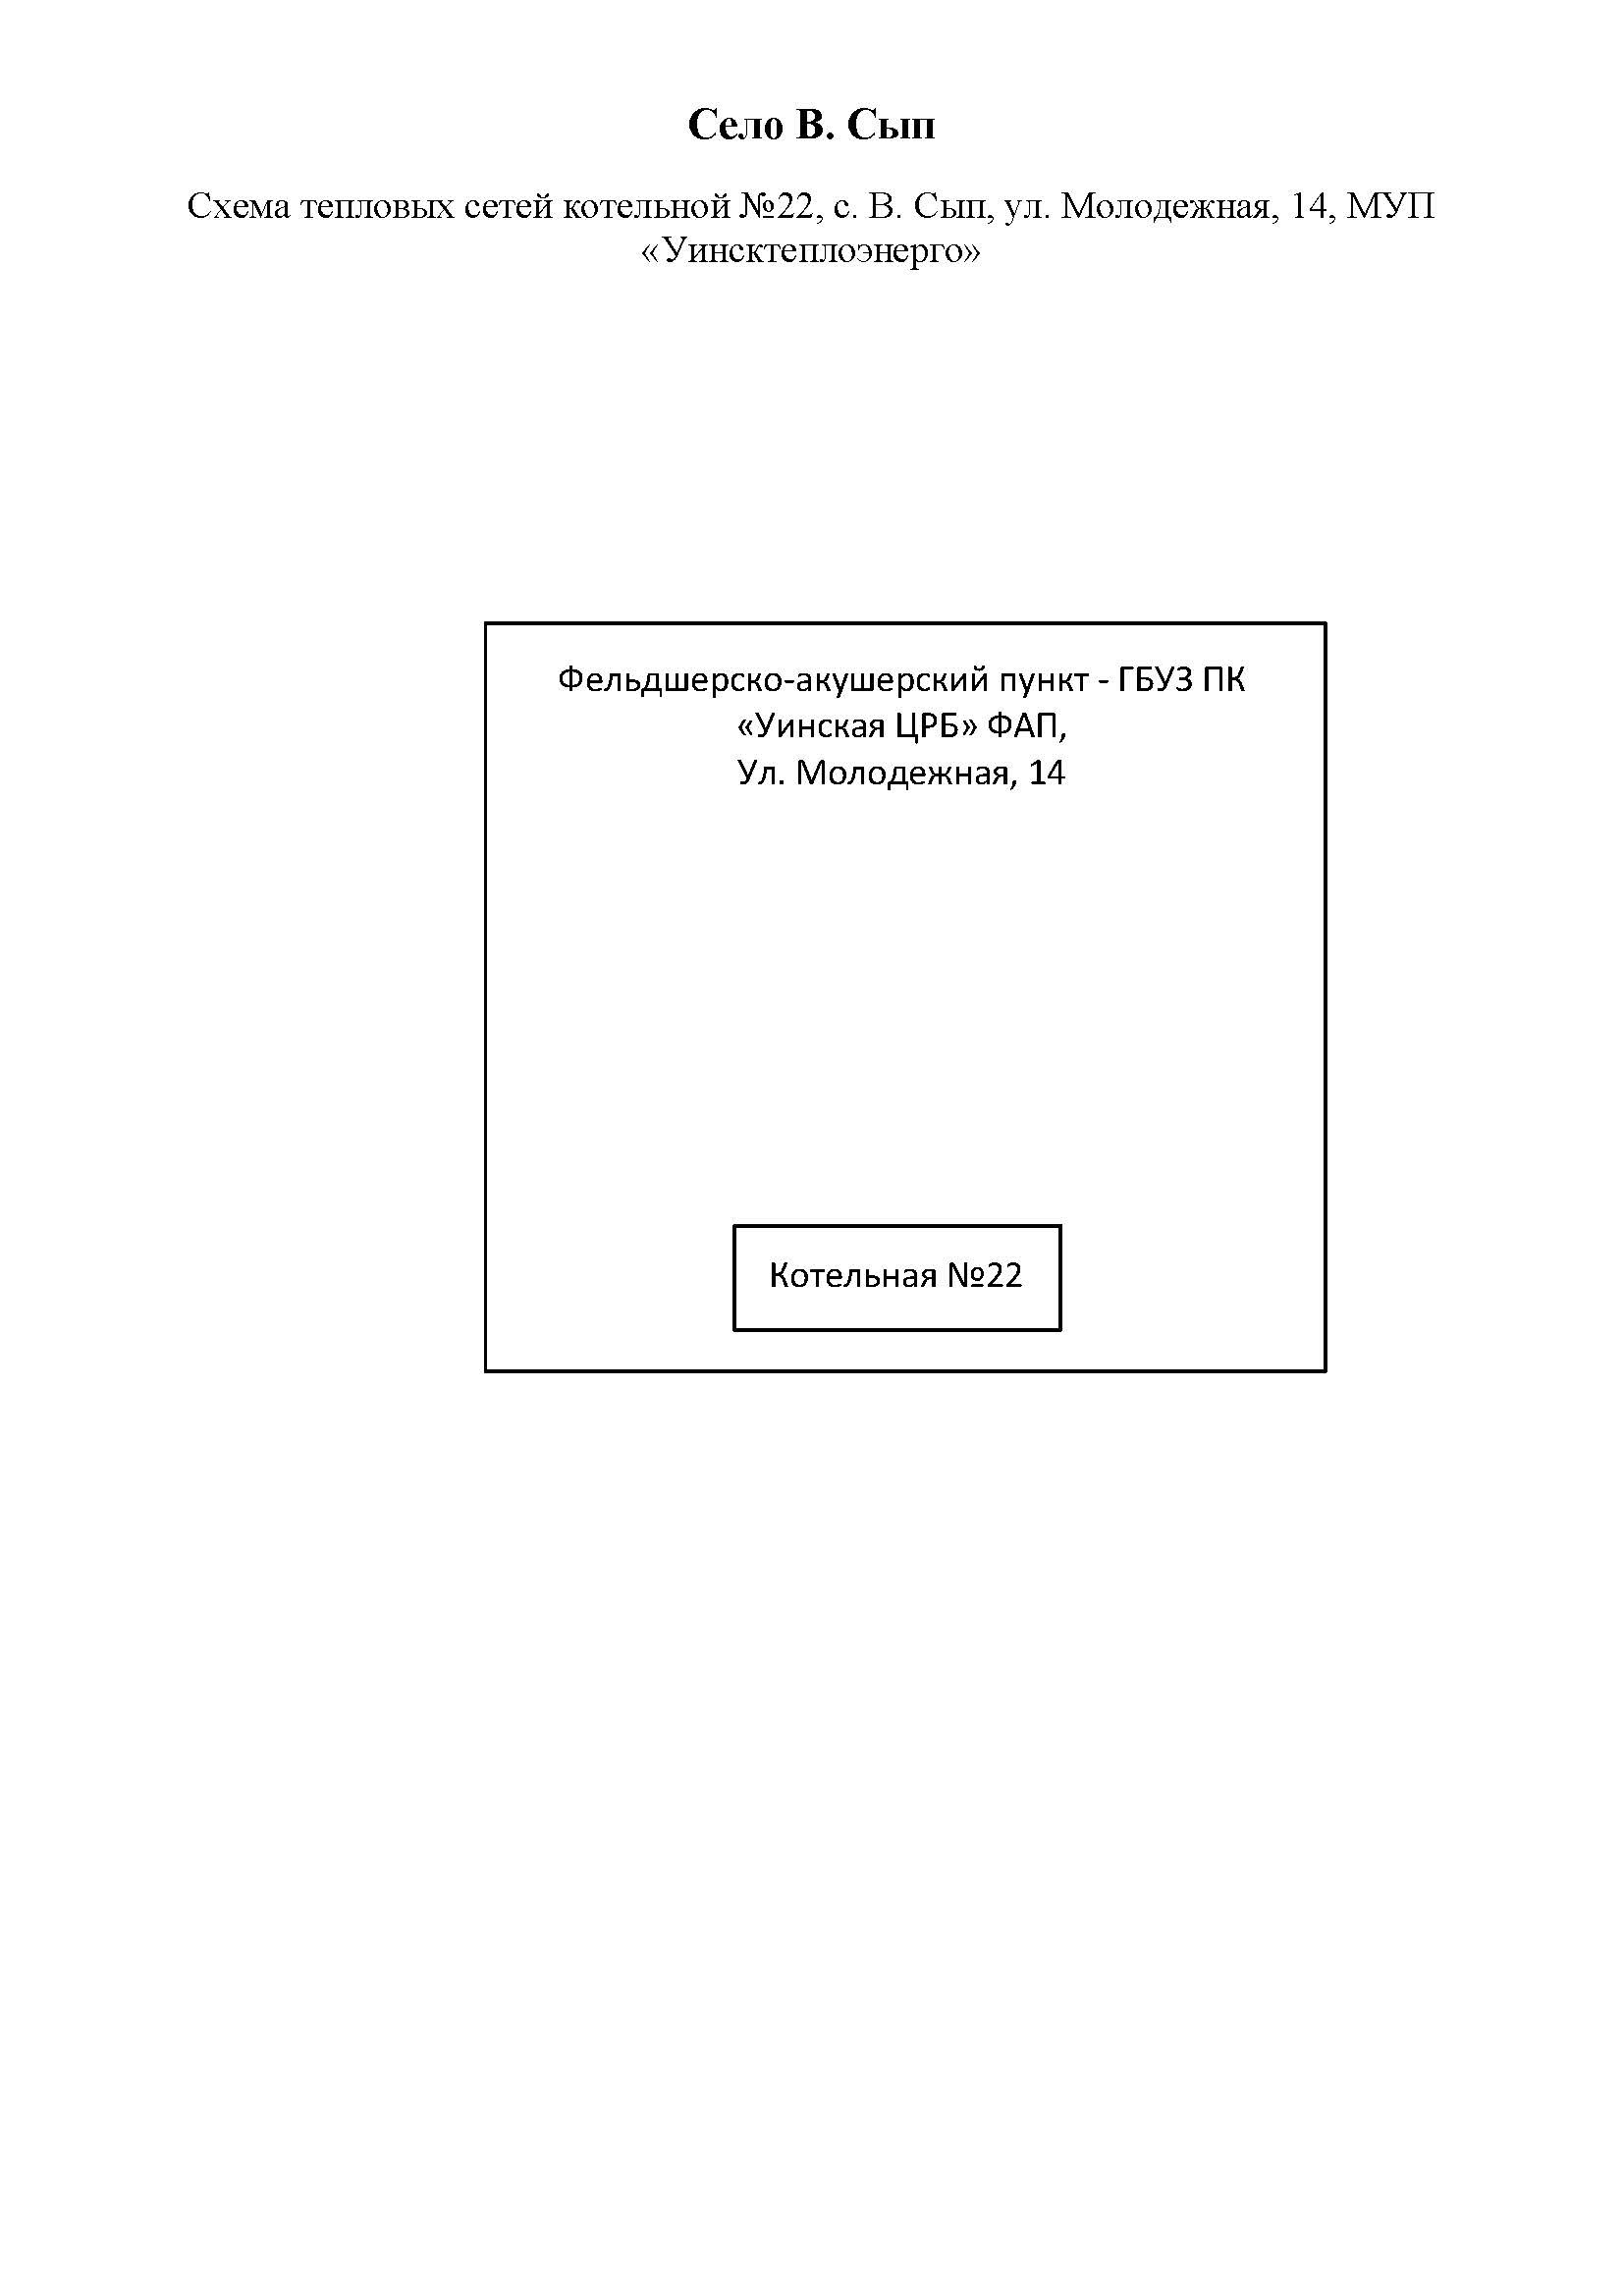 Село В. Сып
Схема тепловых сетей котельной №22, с. В. Сып, ул. Молодежная, 14, МУП
«Уинсктеплоэнерго»
Фельдшерско-акушерский пункт - ГБУЗ ПК
«Уинская ЦРБ» ФАП,
Ул. Молодежная, 14
Котельная №22